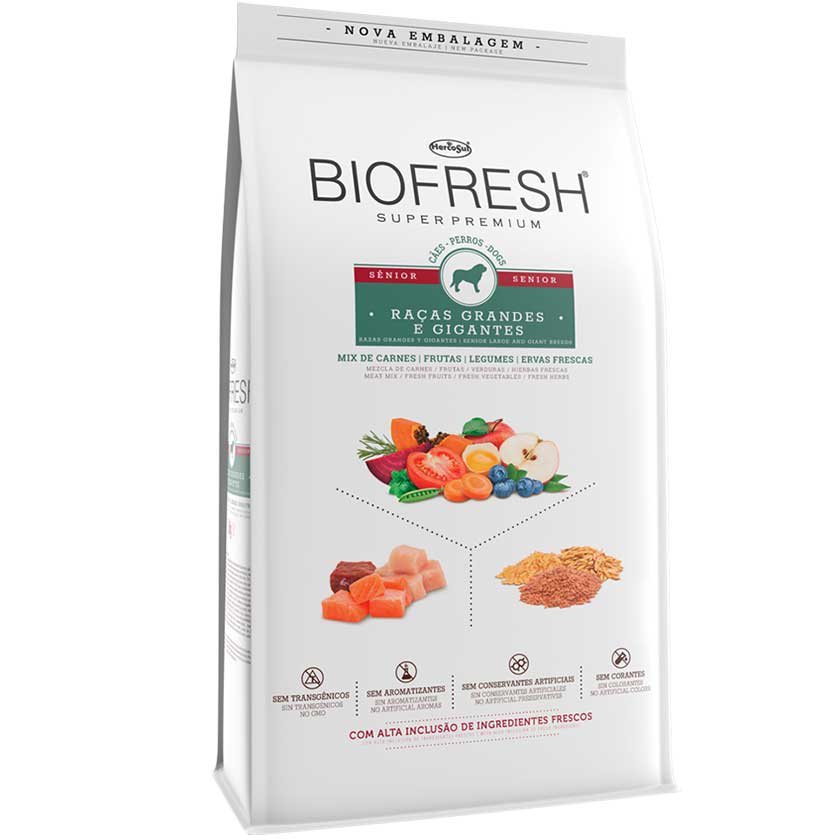 - NOVA EMBALAGEM -
NUEVA EMBALAJE | NEW PACKAGE
HercoSul
BIOFRESH®
SUPER PREMIUM
CÃES - PERROS - DOGS
SÊNIOR SENIOR
• RAÇAS GRANDES •
E GIGANTES
RAZAS GRANDES Y GIGANTES | SENIOR LARGE AND GIANT BREEDS
MIX DE CARNES | FRUTAS | LEGUMES | ERVAS FRESCAS
MEZCLA DE CARNES / FRUTAS / VERDURAS / HIERBAS FRESCAS
MEAT MIX / FRESH FRUITS / FRESH VEGETABLES / FRESH HERBS
SEM TRANSGÊNICOS
SIN TRANSGÉNICOS
NO GMO
SEM AROMATIZANTES
SIN AROMATIZANTES
NO ARTIFICIAL AROMAS
SEM CONSERVANTES ARTIFICIAIS
SIN CONSERVANTES ARTIFICIALES
NO ARTIFICIAL PRESERVATIVES
SEM CORANTES
SIN COLORANTES
NO ARTIFICIAL COLORS
COM ALTA INCLUSÃO DE INGREDIENTES FRESCOS
BIOFRESH